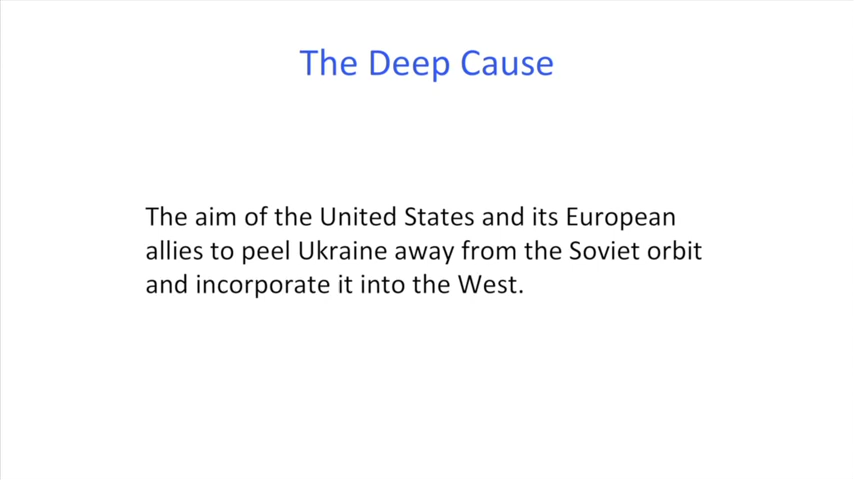 The Deep Cause
The aim of the United States and its European
allies to peel Ukraine away from the Soviet orbit
and incorporate it into the West.